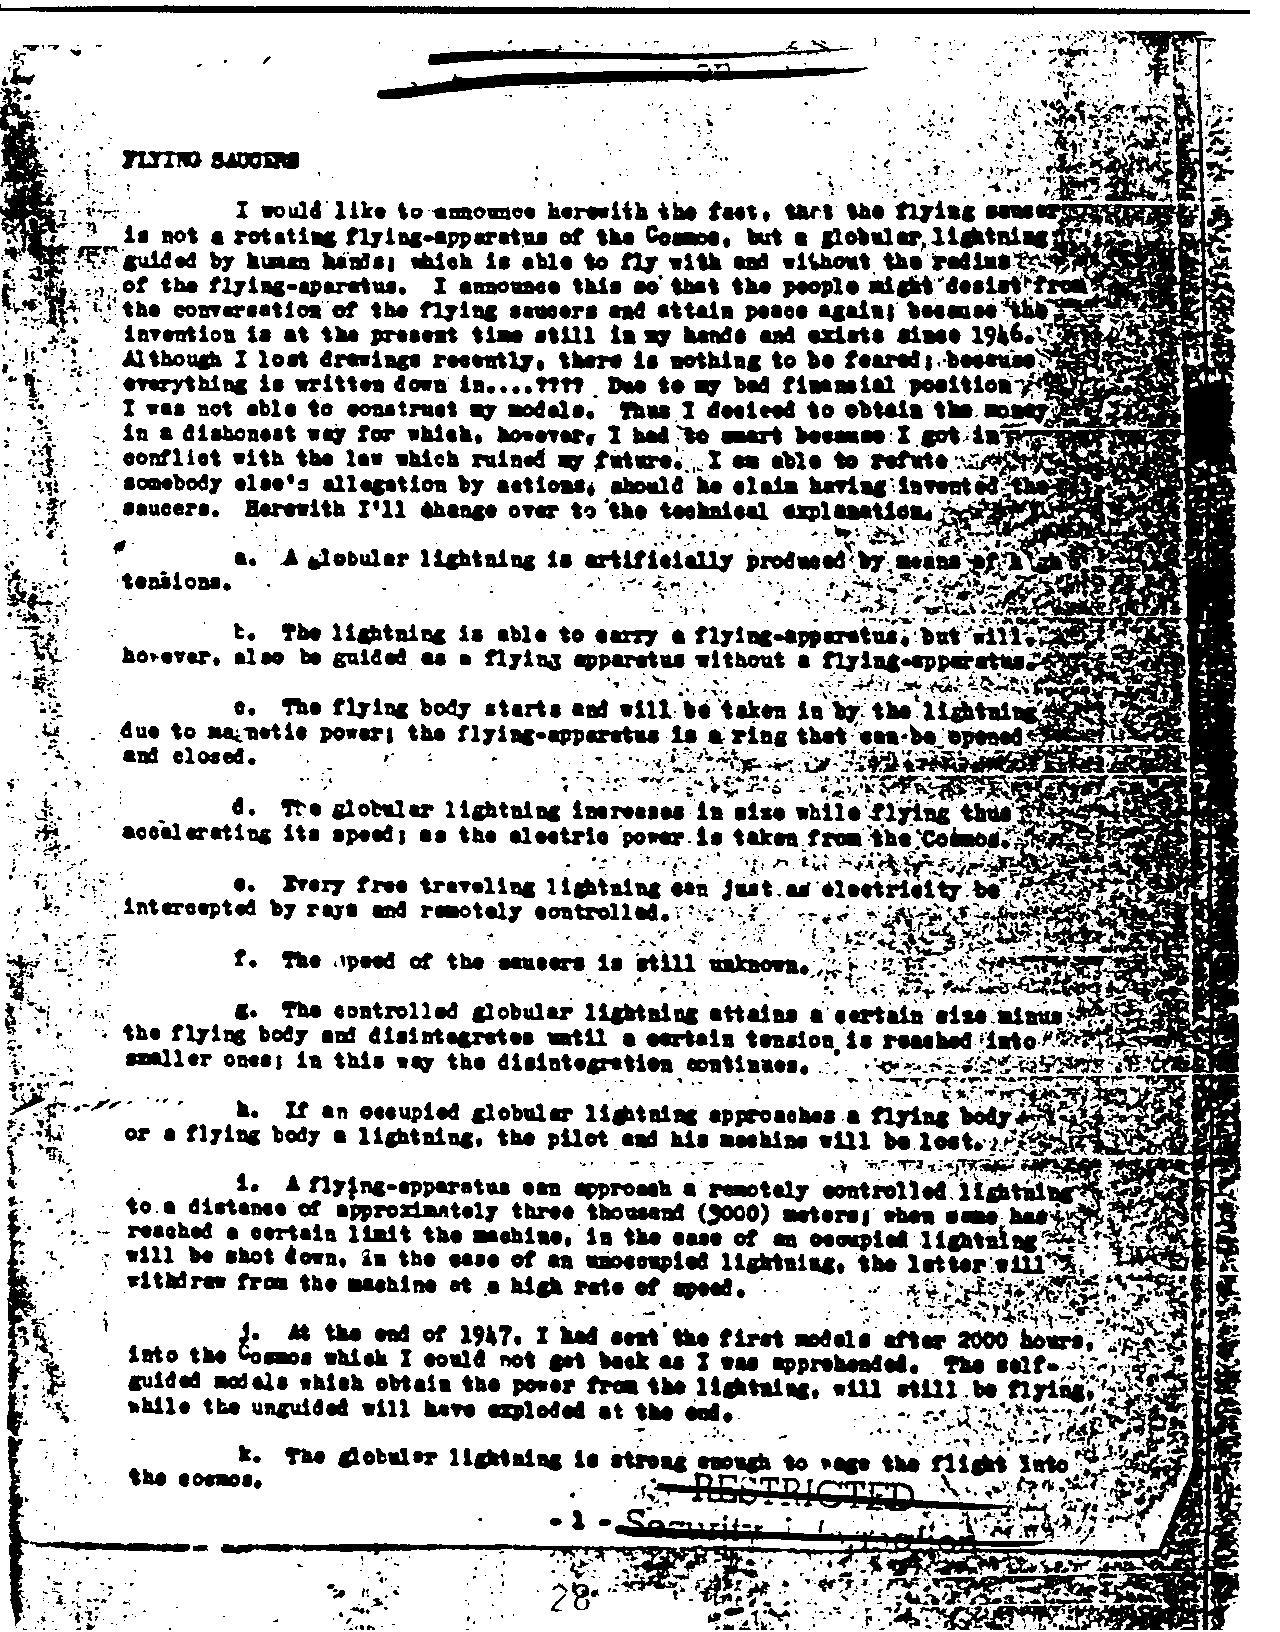 FLYING SAUCERS
I would like to announce herewith the fact, that the flying saucer
is not a rotating flying-apparatus of the Cosmos, but a globular lightning
guided by human hands; which is able to fly with and without the radius
of the flying-aparatus. I announce this so that the people might desist from
the conversation of the flying saucers and attain peace again; because the
invention is at the present time still in my hands and exists since 1946.
Although I lost drawings recently, there is nothing to be feared; because
everything is written down in....???? Due to my bad financial position
I was not able to construct my models. Thus I desired to obtain the money
in a dishonest way for which, however, I had to smart because I got in
conflict with the law which ruined my future. I am able to refute
somebody else's allegation by actions, should he claim having invented the
saucers. Herewith I'll change over to the technical explanation.
a. A globular lightning is artificially produced by means of high
tensions.
b. The lightning is able to carry a flying-apparatus, but will,
however, also be guided as a flying apparatus without a flying-apparatus.
c. The flying body starts and will be taken in by the lightning
due to magnetic power; the flying-apparatus is a ring that can be opened
and closed.
d. The globular lightning increases in size while flying thus
accelerating its speed; as the electric power is taken from the Cosmos.
e. Every free traveling lightning can just as electricity be
intercepted by rays and remotely controlled.
f. The speed of the saucers is still unknown.
g. The controlled globular lightning attains a certain size minus
the flying body and disintegrates until a certain tension is reached into
smaller ones; in this way the disintegration continues.
h. If an occupied globular lightning approaches a flying body
or a flying body a lightning, the pilot and his machine will be lost.
i. A flying-apparatus can approach a remotely controlled lightning
to a distance of approximately three thousand (3000) meters; when same has
reached a certain limit the machine, in the case of an occupied lightning
will be shot down, in the case of an unoccupied lightning, the latter will
withdraw from the machine at a high rate of speed.
j. At the end of 1947, I had sent the first models after 2000 hours,
into the Cosmos which I could not get back as I was apprehended. The self-
guided models which obtain the power from the lightning, will still be flying,
while the unguided will have exploded at the end.
k. The globular lightning is strong enough to wage the flight into
the cosmos.
RESTRICTED
- 1 - Security Information
28